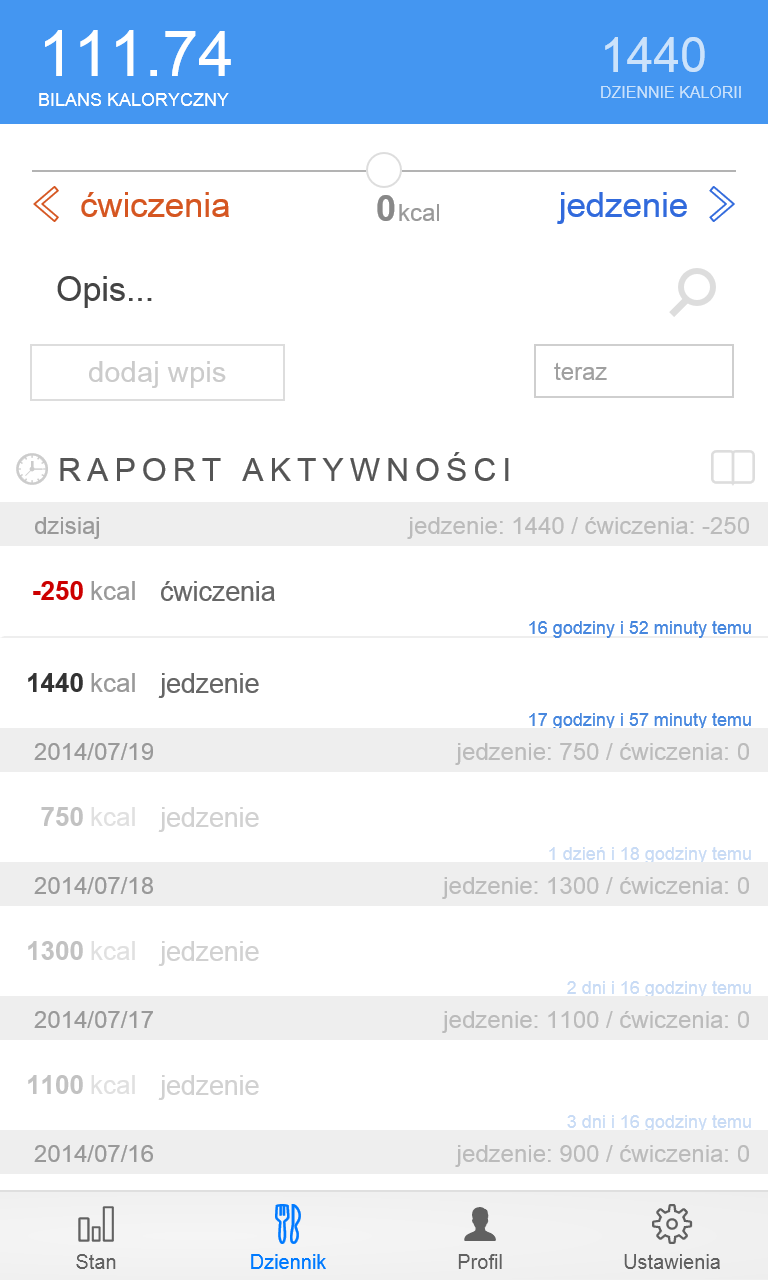 111.74
1440
BILANS KALORYCZNY
DZIENNIE KALORII
ćwiczenia
0 kcal
jedzenie
Opis...
dodaj wpis
teraz
RAPORT AKTYWNOŚCI
dzisiaj jedzenie: 1440 / ćwiczenia: -250
-250 kcal ćwiczenia
16 godziny i 52 minuty temu
1440 kcal jedzenie
17 godziny i 57 minuty temu
2014/07/19 jedzenie: 750 / ćwiczenia: 0
750 kcal jedzenie
1 dzień i 18 godziny temu
2014/07/18 jedzenie: 1300 / ćwiczenia: 0
1300 kcal jedzenie
2 dni i 16 godziny temu
2014/07/17 jedzenie: 1100 / ćwiczenia: 0
1100 kcal jedzenie
3 dni i 16 godziny temu
2014/07/16 jedzenie: 900 / ćwiczenia: 0
Stan Dziennik Profil Ustawienia